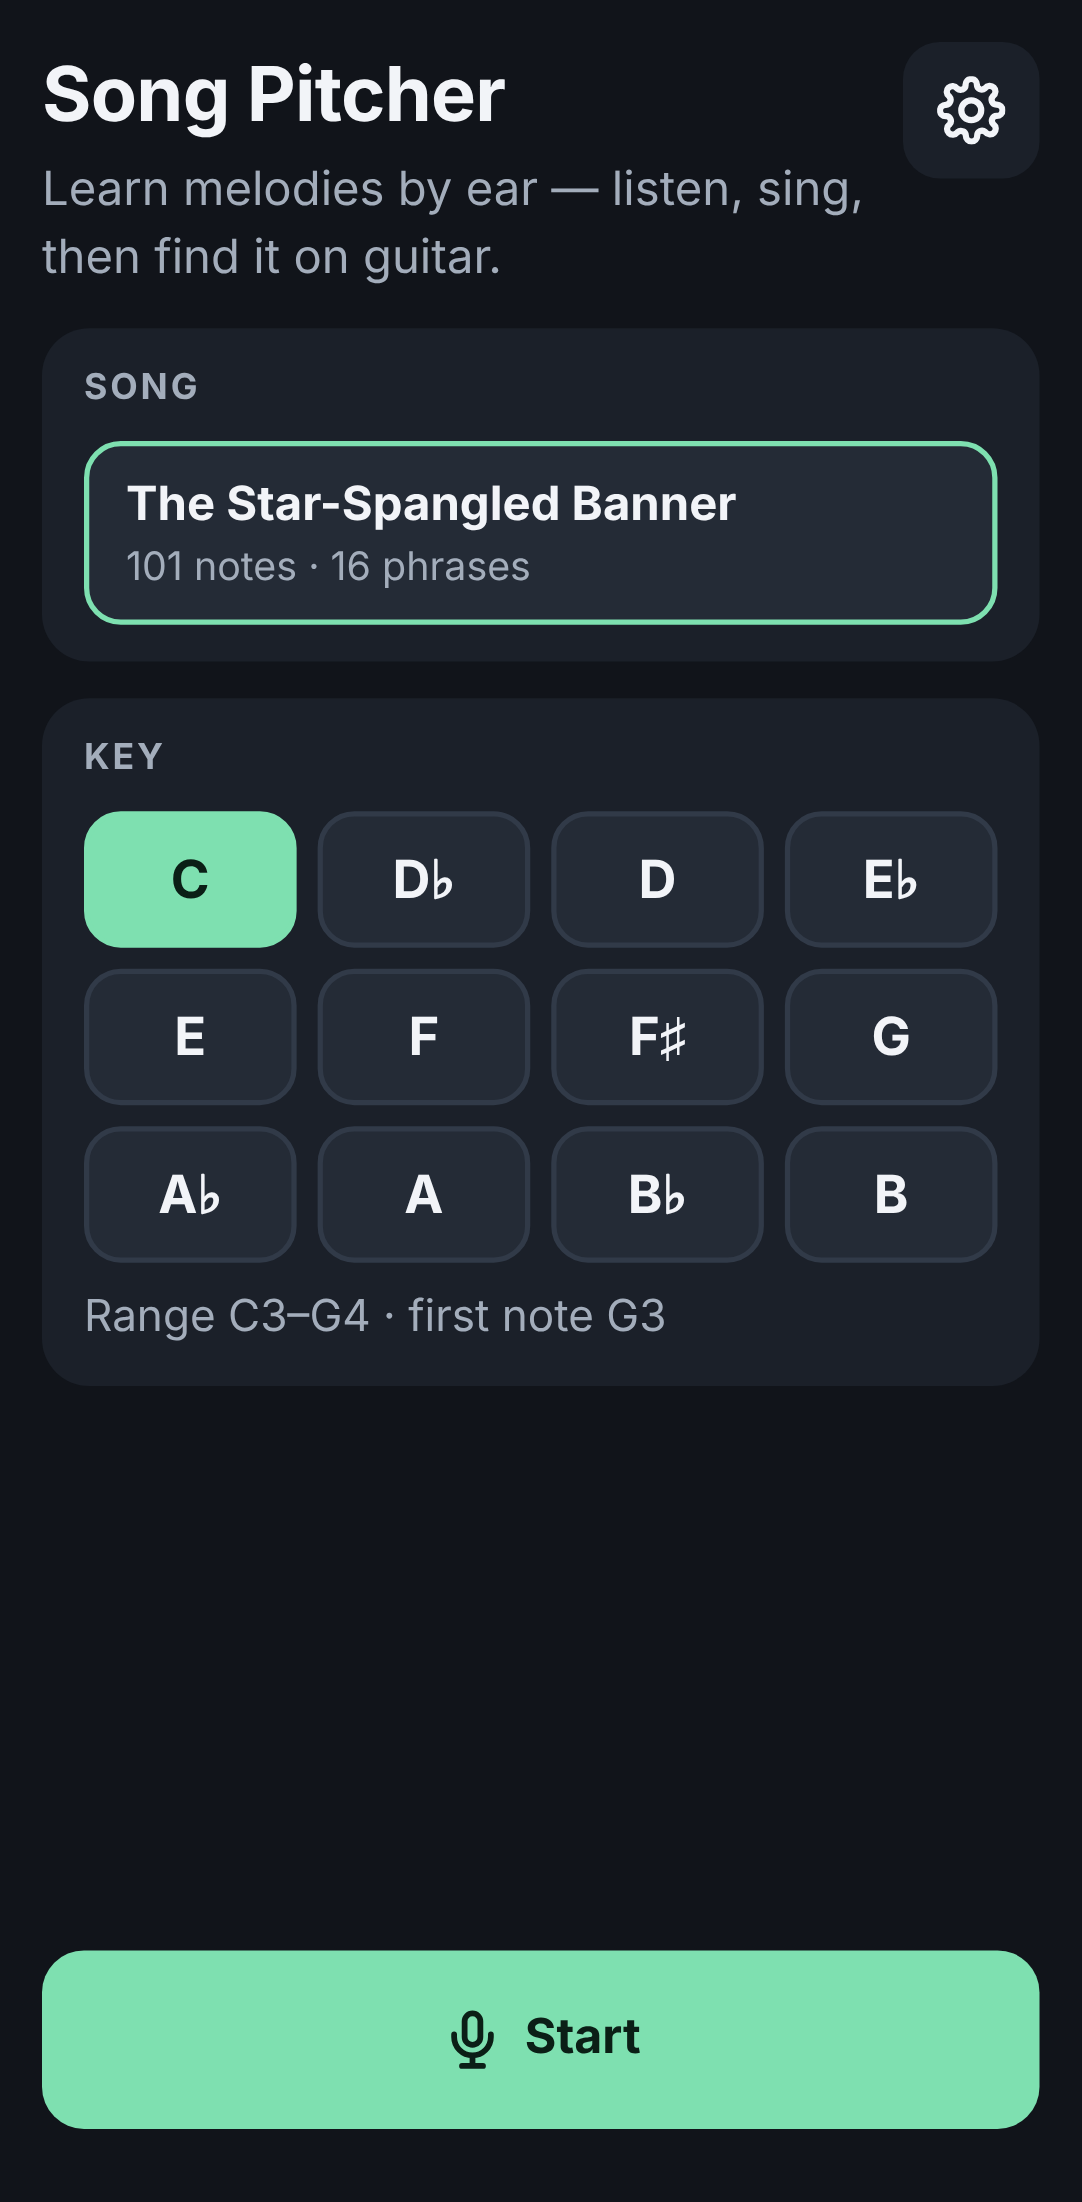 Song Pitcher
Learn melodies by ear — listen, sing,
then find it on guitar.
SONG
The Star-Spangled Banner
101 notes · 16 phrases
KEY
C
D♭
D
E♭
E
F
F♯
G
A♭
A
B♭
B
Range C3–G4 · first note G3
Start